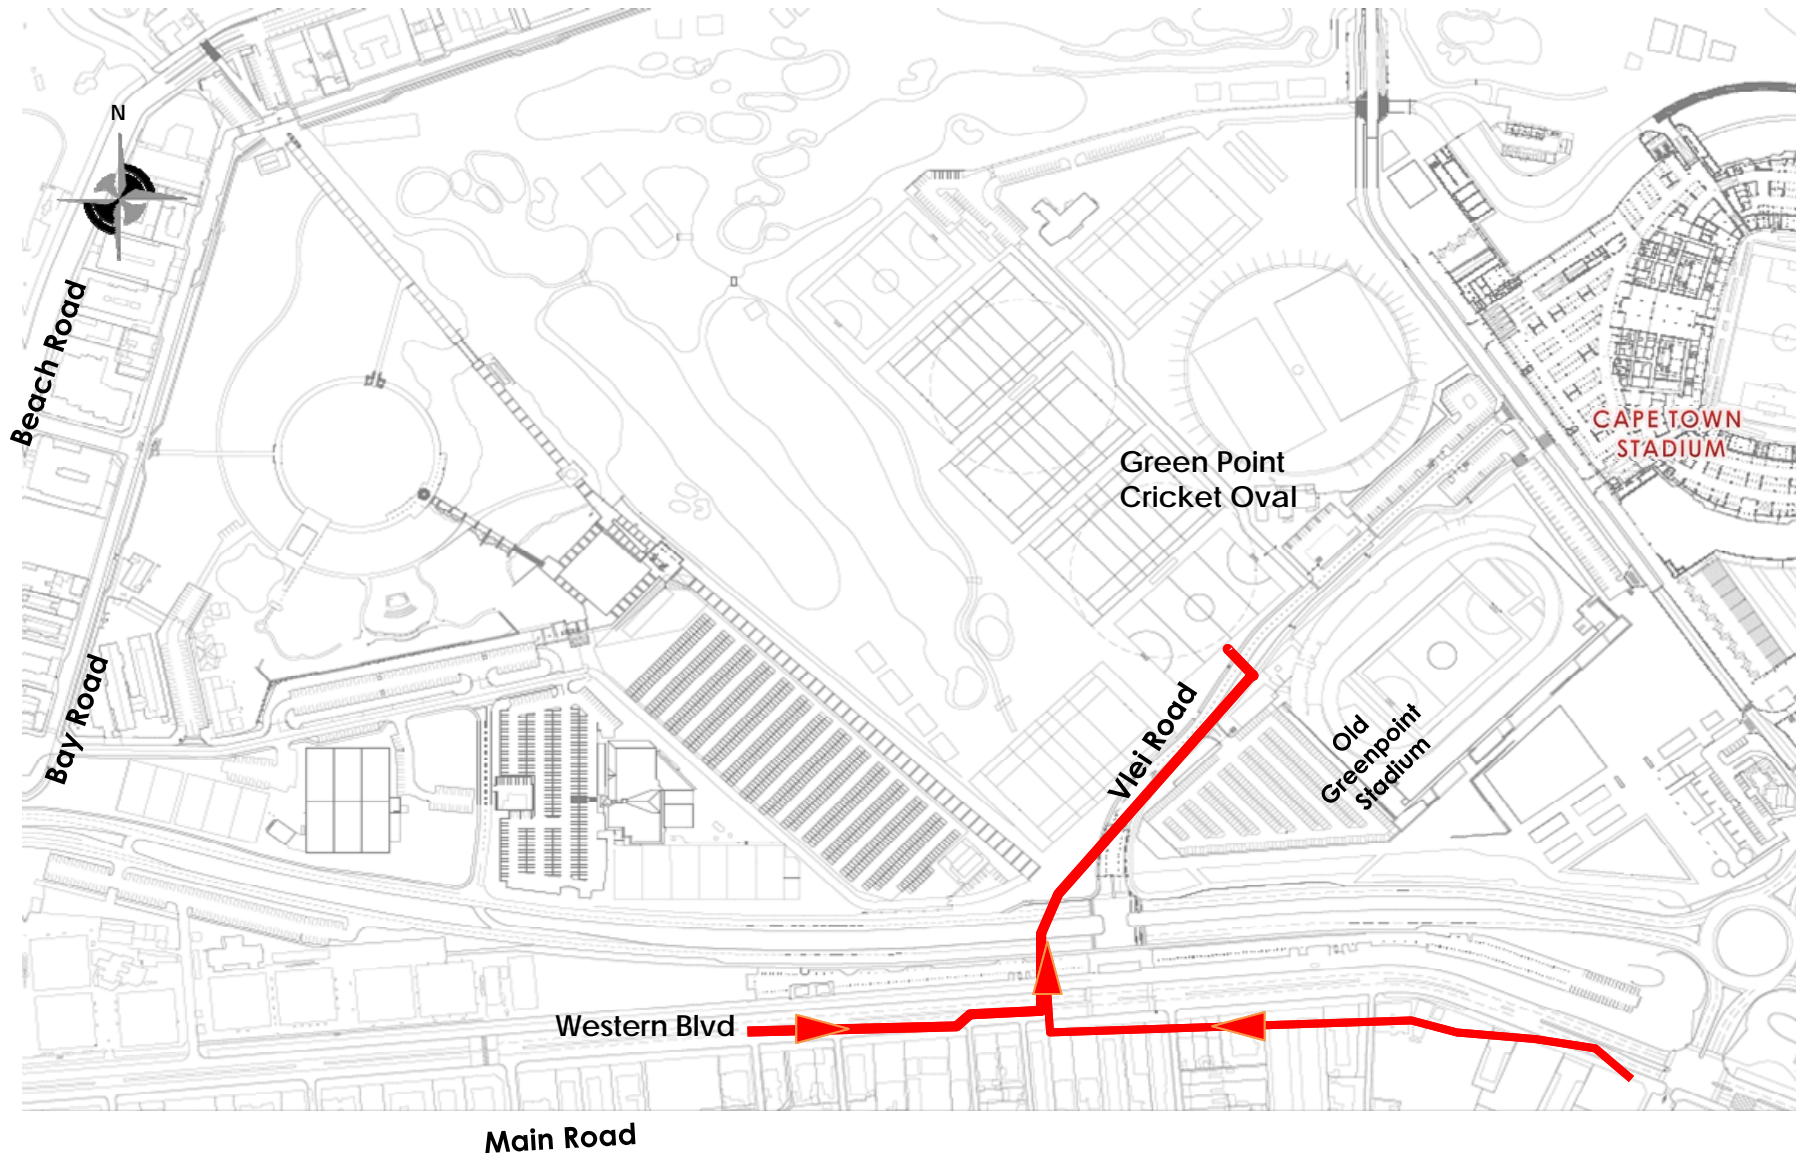 N
Beach Road
CAPE TOWN
STADIUM
Green Point
Cricket Oval
Bay Road
Vlei Road
Old
Greenpoint
Stadium
Western Blvd
Main Road